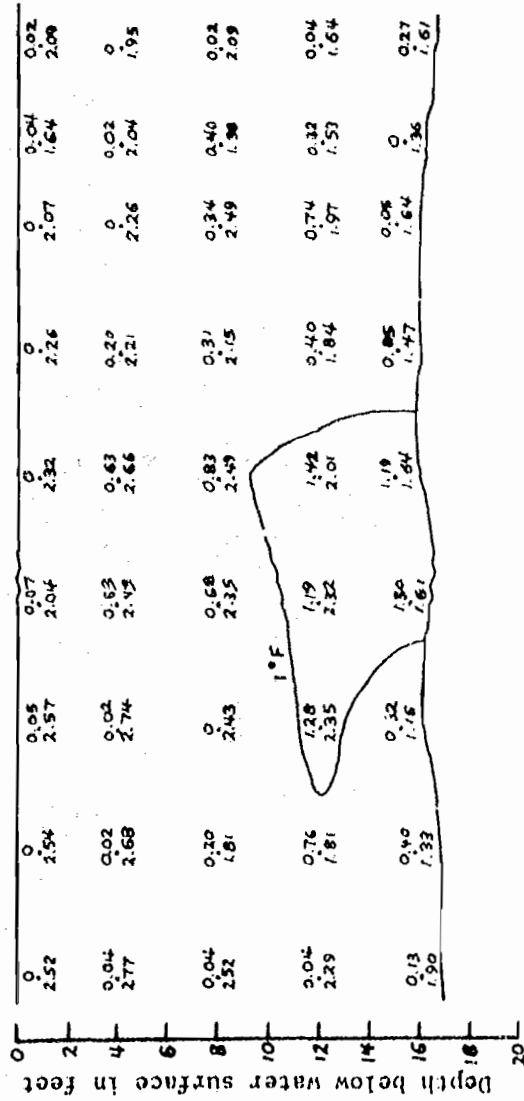 Depth below water surface in feet
0
2
4
6
8
10
12
14
16
18
20
0 0 0.05 0.07 0 0 0 0.04 0.02
2.52 2.54 2.57 2.04 2.32 2.26 2.07 1.64 2.09
0.04 0.02 0.02 0.63 0.63 0.20 0 0.02 0
2.77 2.68 2.74 2.49 2.66 2.21 2.26 2.04 1.95
0.04 0.20 0 0.68 0.83 0.31 0.34 0.40 0.02
2.52 1.81 2.43 2.35 2.49 2.15 2.49 1.98 2.09
1°F
0.04 0.76 1.28 1.19 1.42 0.40 0.74 0.32 0.04
2.29 1.81 2.35 2.32 2.01 1.84 1.97 1.53 1.64
0.13 0.40 0.32 1.30 1.19 0.85 0.05 0 0.27
1.90 1.33 1.16 1.61 1.64 1.47 1.64 1.36 1.61